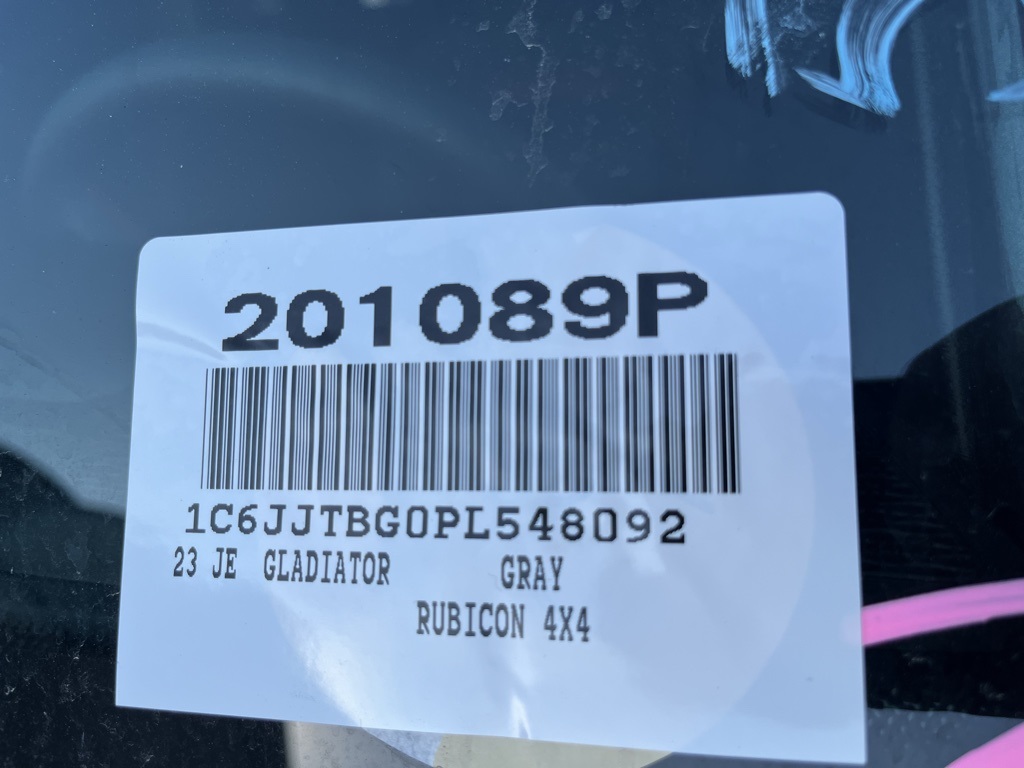 201089P
1C6JJTBG0PL548092
23 JE GLADIATOR GRAY
RUBICON 4X4